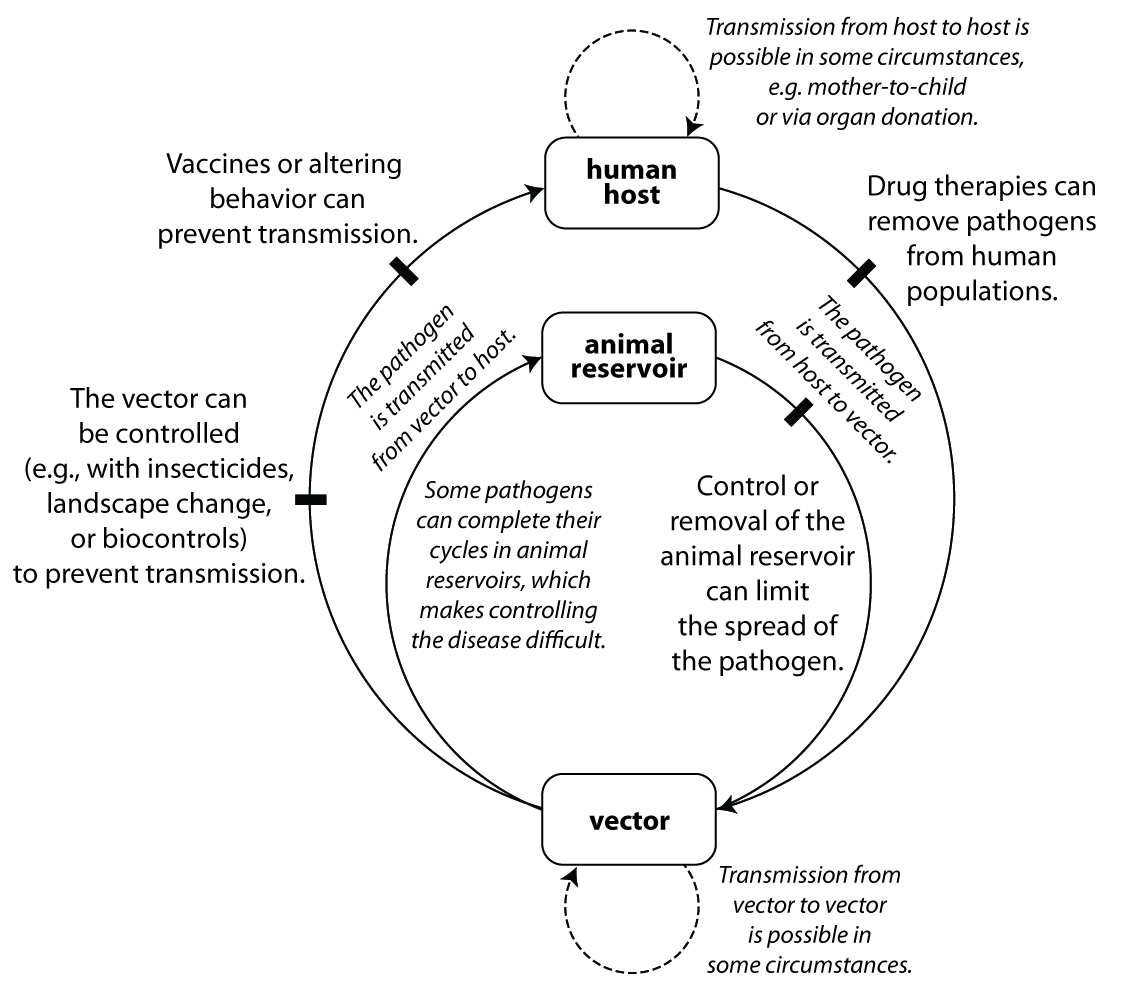 Transmission from host to host is
possible in some circumstances,
e.g. mother-to-child
or via organ donation.
human
host
Vaccines or altering
behavior can
prevent transmission.
Drug therapies can
remove pathogens
from human
populations.
The pathogen
is transmitted
from vector to host.
animal
reservoir
The pathogen
is transmitted
from host to vector.
The vector can
be controlled
(e.g., with insecticides,
landscape change,
or biocontrols)
to prevent transmission.
Some pathogens
can complete their
cycles in animal
reservoirs, which
makes controlling
the disease difficult.
Control or
removal of the
animal reservoir
can limit
the spread of
the pathogen.
vector
Transmission from
vector to vector
is possible in
some circumstances.